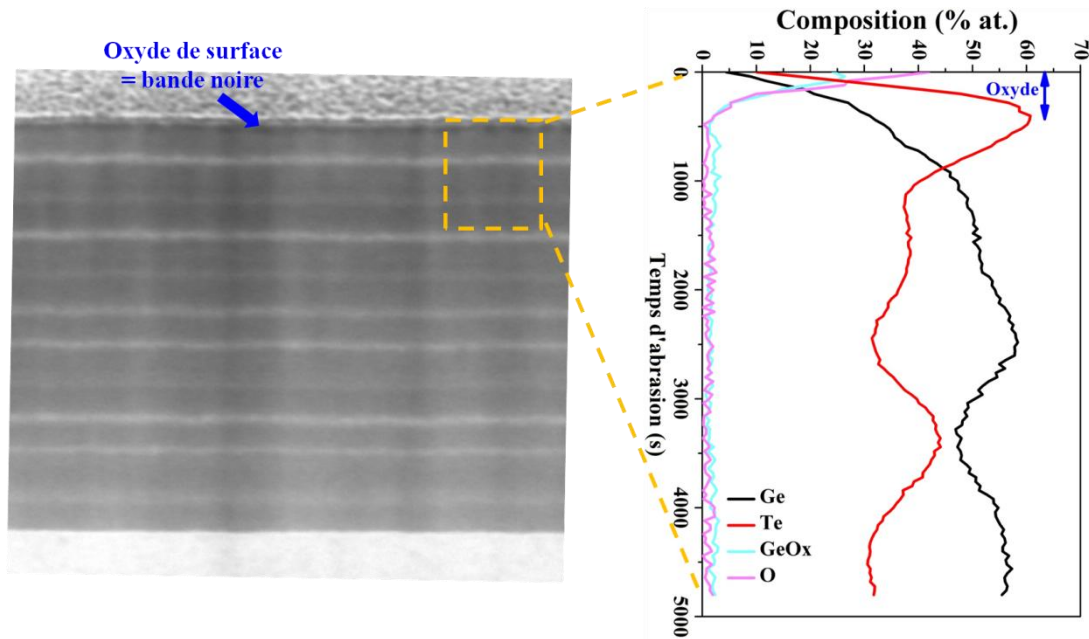 Oxyde de surface
= bande noire
Composition (% at.)
0 10 20 30 40 50 60 70
Oxyde
0
1000
2000
3000
4000
5000
Temps d'abrasion (s)
Ge
Te
GeOx
O